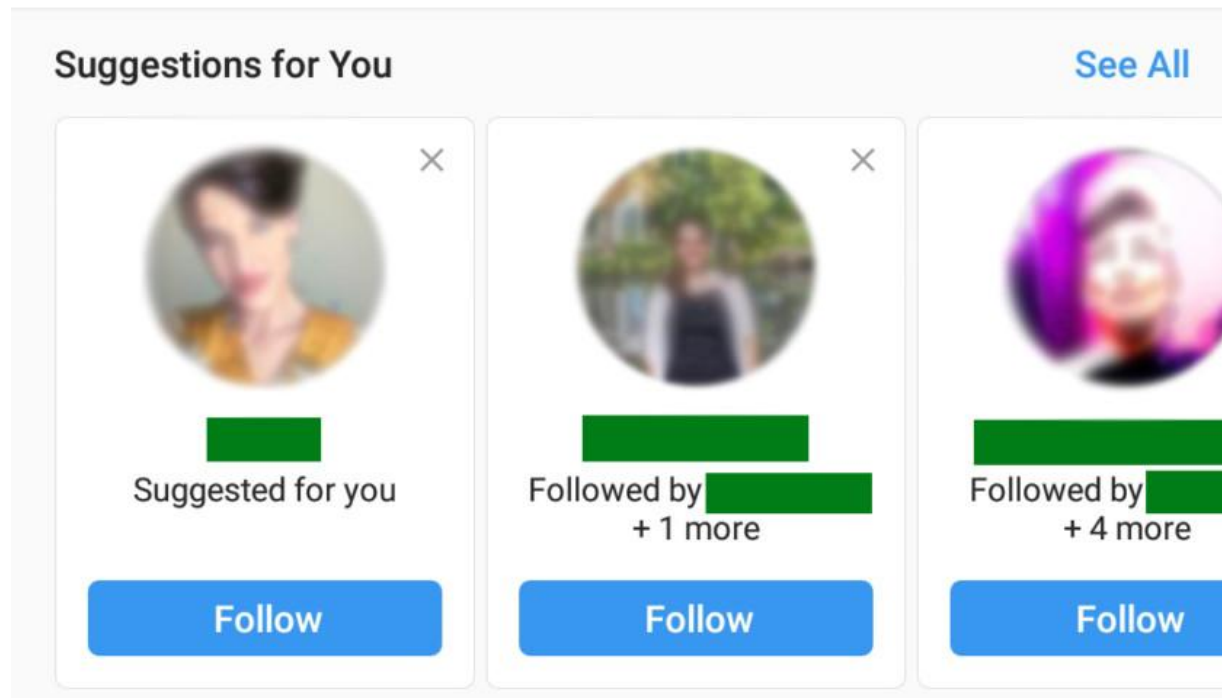 Suggestions for You
See All
Suggested for you
Follow
Followed by
+ 1 more
Follow
Followed by
+ 4 more
Follow